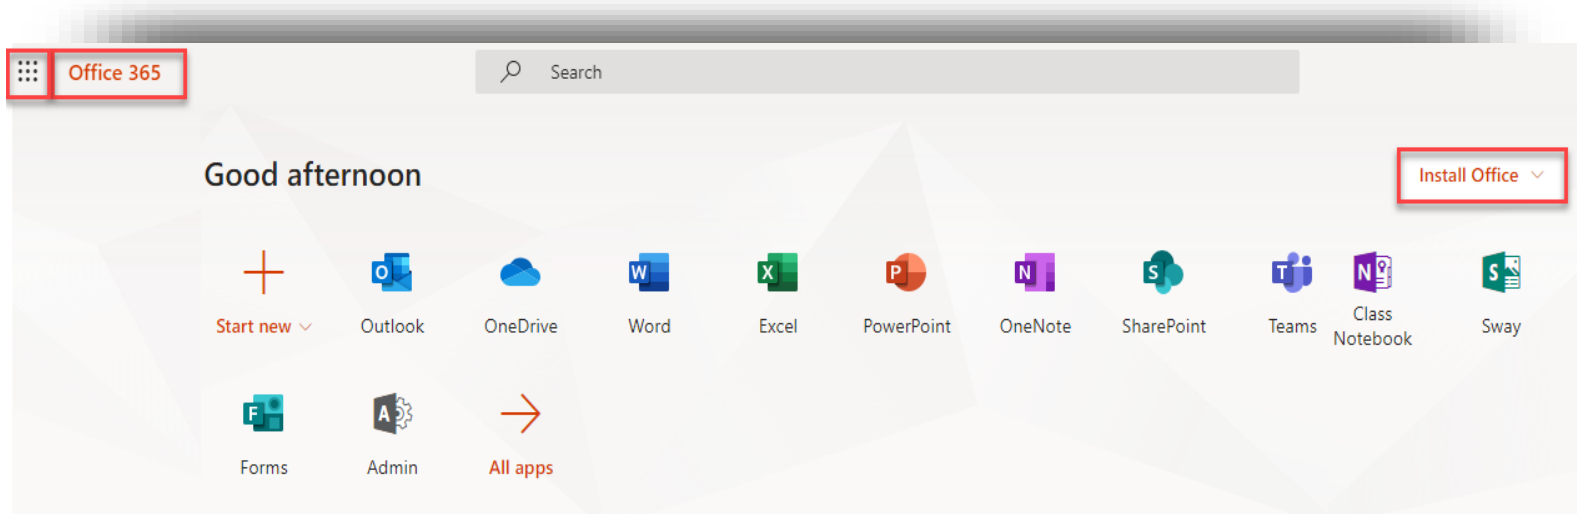 Office 365
Search
Good afternoon
Install Office
Start new
Outlook
OneDrive
Word
Excel
PowerPoint
OneNote
SharePoint
Teams
Class
Notebook
Sway
Forms
Admin
All apps